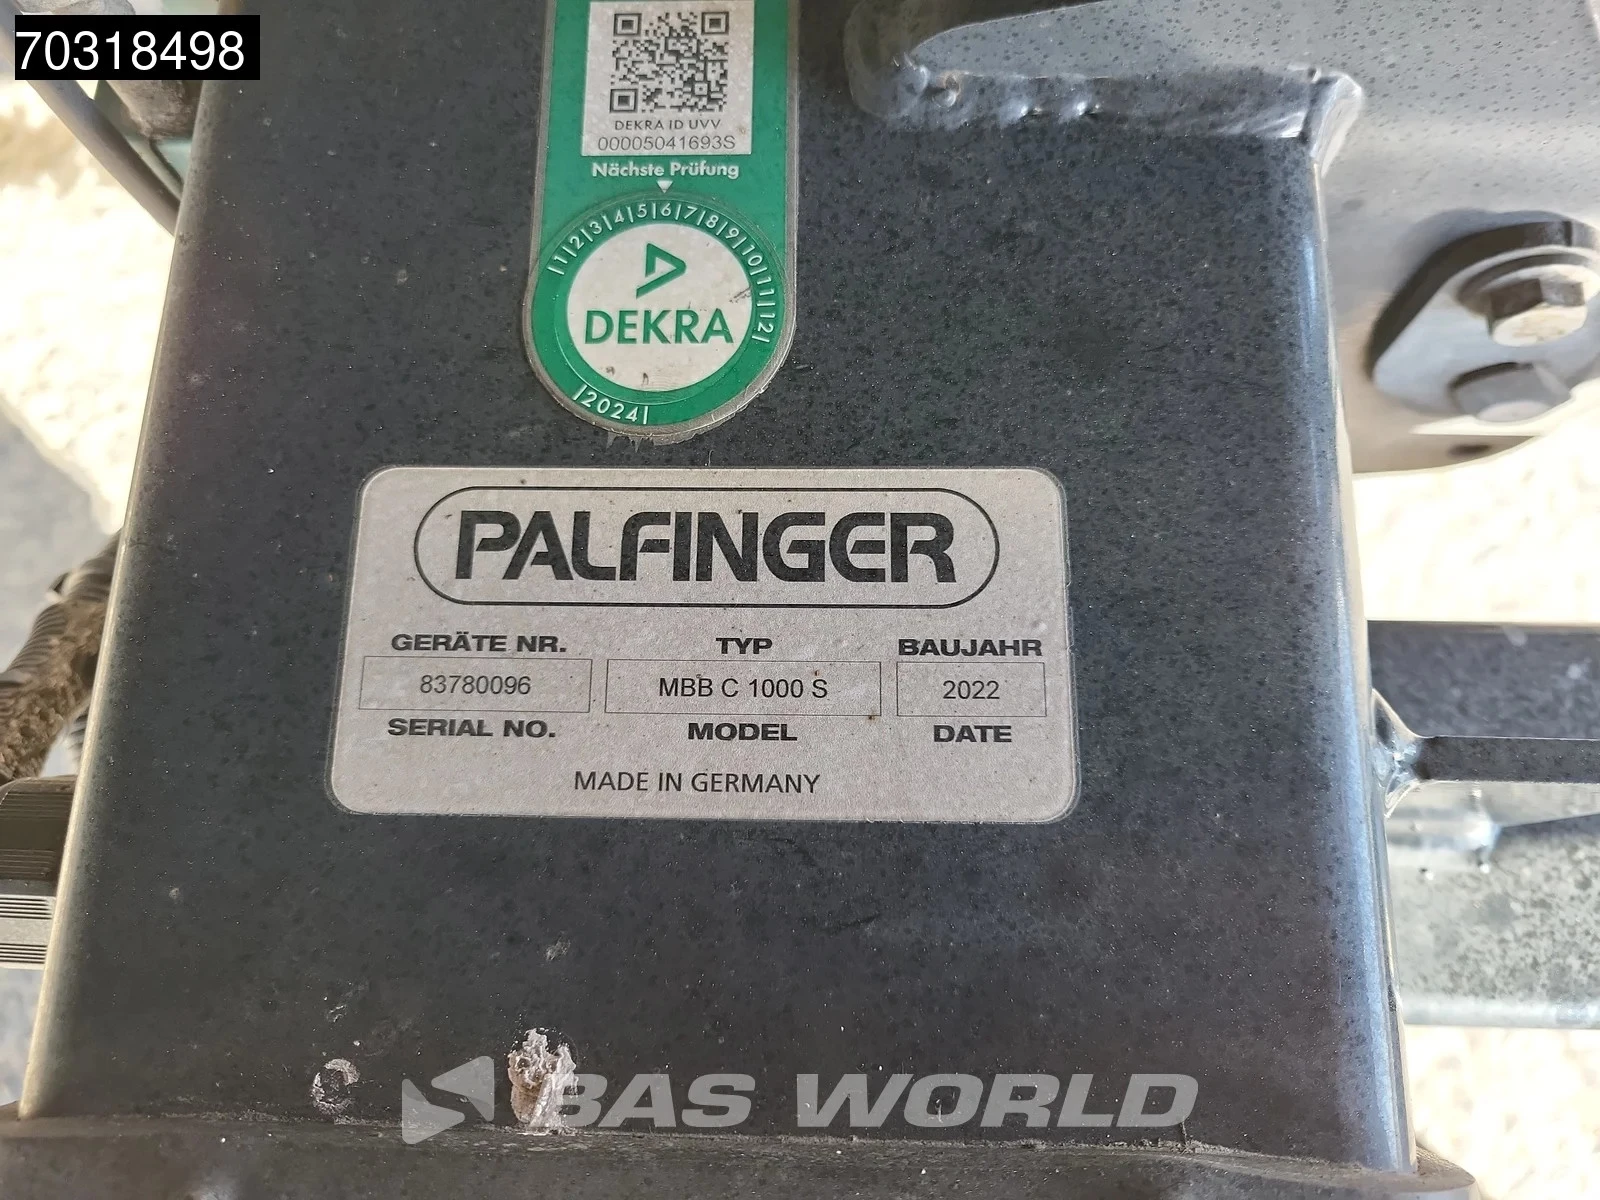 70318498
DEKRA ID UVV
00005041693S
Nächste Prüfung
|1|2|3|4|5|6|7|8|9|10|11|12|
DEKRA
|2024|
PALFINGER
GERÄTE NR. TYP BAUJAHR
83780096 MBB C 1000 S 2022
SERIAL NO. MODEL DATE
MADE IN GERMANY
BAS WORLD